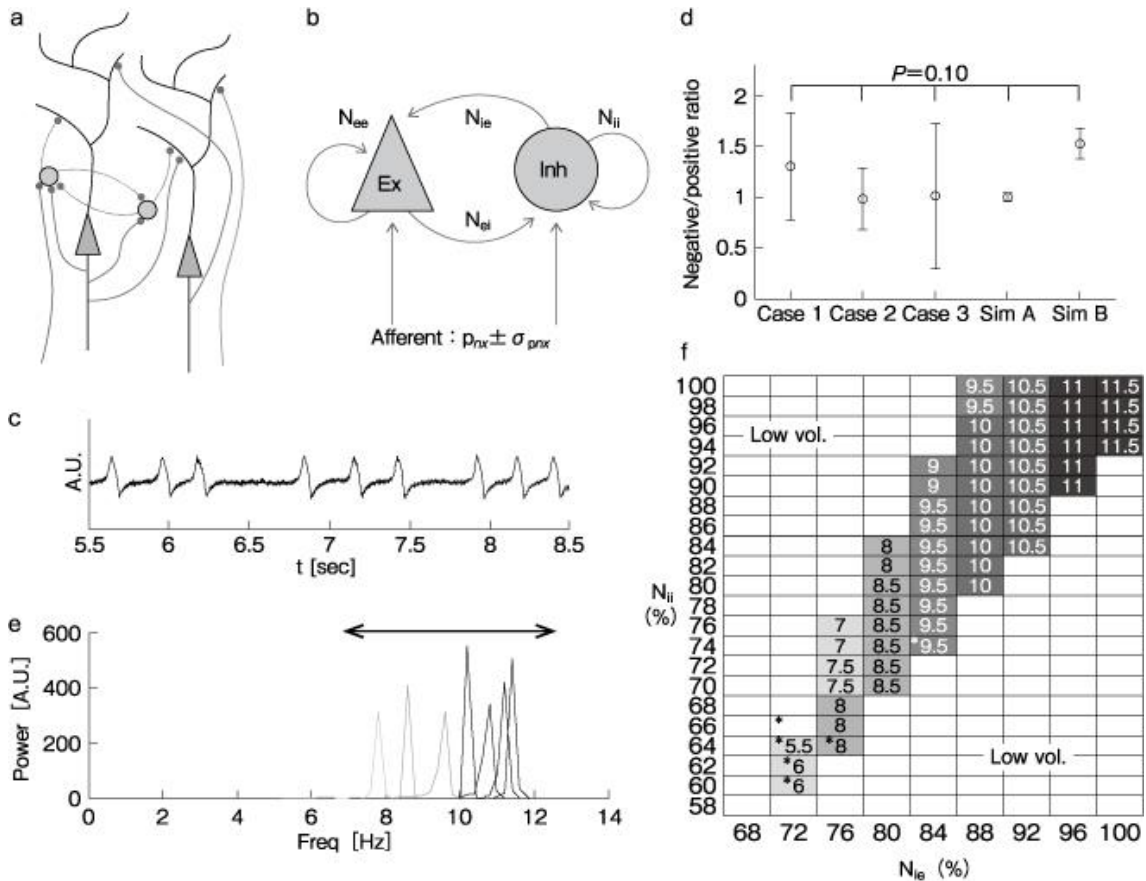 a
b
N_ee
N_ie
N_ii
Ex
Inh
N_ei
Afferent : p_nx ± σ_pnx
d
P=0.10
Negative/positive ratio
2
1.5
1
0.5
0
Case 1 Case 2 Case 3 Sim A Sim B
c
A.U.
5.5 6 6.5 7 7.5 8 8.5
t [sec]
e
Power [A.U.]
600
400
200
0
0 2 4 6 8 10 12 14
Freq [Hz]
f
100 9.5 10.5 11 11.5
98 9.5 10.5 11 11.5
96 10 10.5 11 11.5
Low vol.
94 10 10.5 11 11.5
92 9 10 10.5 11
90 9 10 10.5 11
88 9.5 10 10.5
86 9.5 10 10.5
84 8 9.5 10 10.5
82 8 9.5 10
80 8.5 9.5 10
78 8.5 9.5
76 7 8.5 9.5
74 7 8.5 *9.5
72 7.5 8.5
70 7.5 8.5
68 8
66 * 8
64 *5.5 *8
Low vol.
62 *6
60 *6
58
N_ii
(%)
68 72 76 80 84 88 92 96 100
N_ie (%)